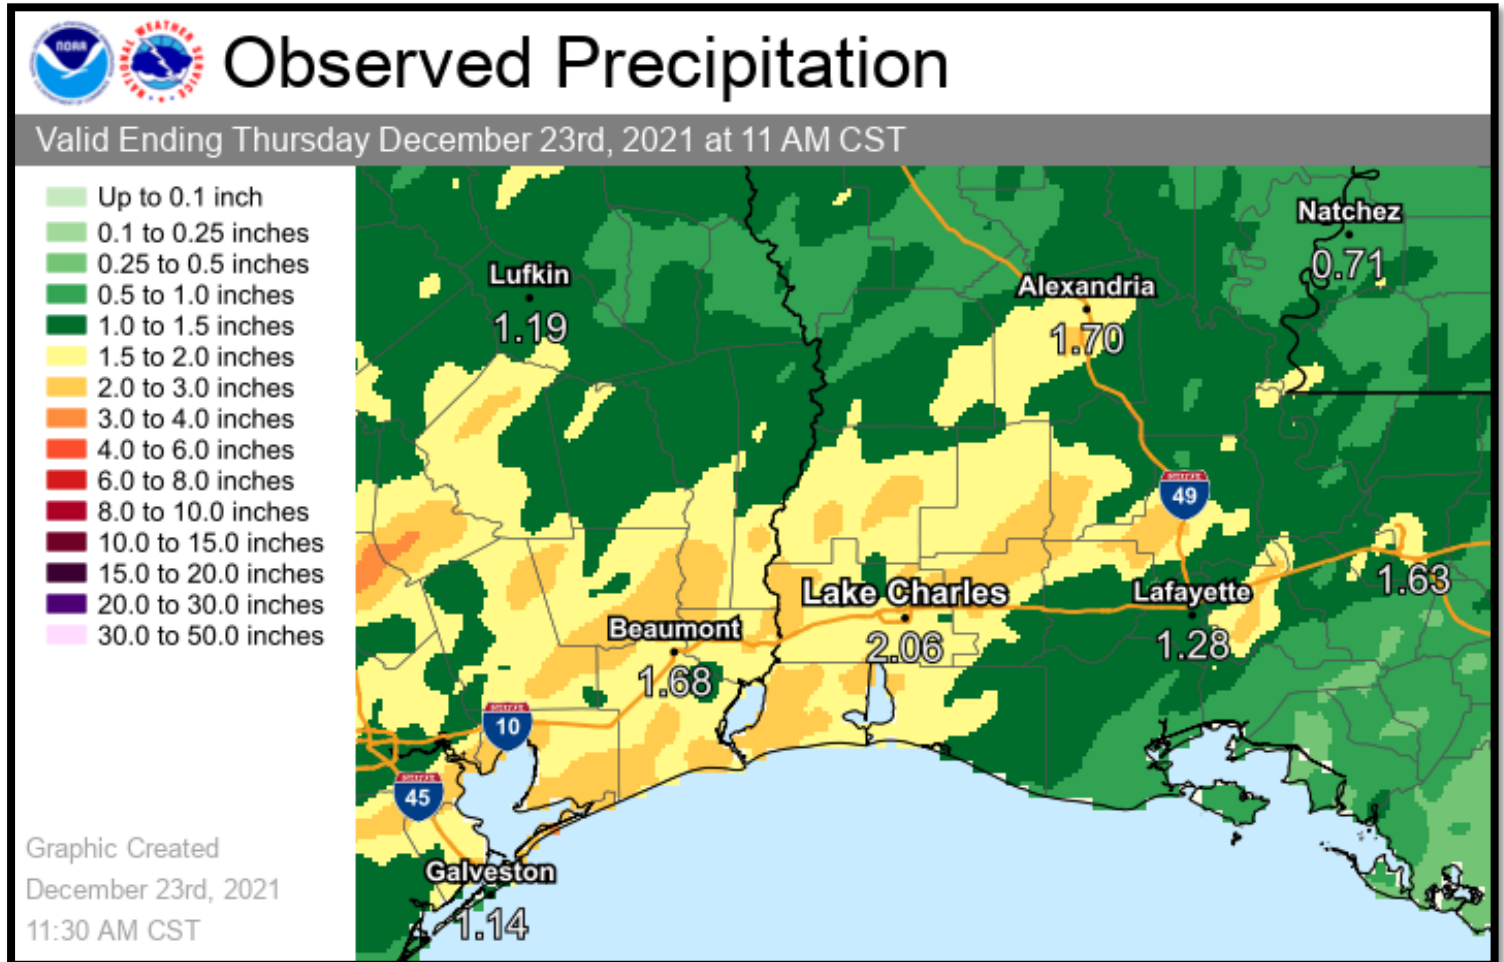 NOAA
NATIONAL WEATHER SERVICE
Observed Precipitation
Valid Ending Thursday December 23rd, 2021 at 11 AM CST
Up to 0.1 inch
0.1 to 0.25 inches
0.25 to 0.5 inches
0.5 to 1.0 inches
1.0 to 1.5 inches
1.5 to 2.0 inches
2.0 to 3.0 inches
3.0 to 4.0 inches
4.0 to 6.0 inches
6.0 to 8.0 inches
8.0 to 10.0 inches
10.0 to 15.0 inches
15.0 to 20.0 inches
20.0 to 30.0 inches
30.0 to 50.0 inches
Graphic Created
December 23rd, 2021
11:30 AM CST
Natchez
0.71
Lufkin
1.19
Alexandria
1.70
49
Lake Charles
2.06
Lafayette
1.28
1.63
Beaumont
1.68
10
45
Galveston
1.14